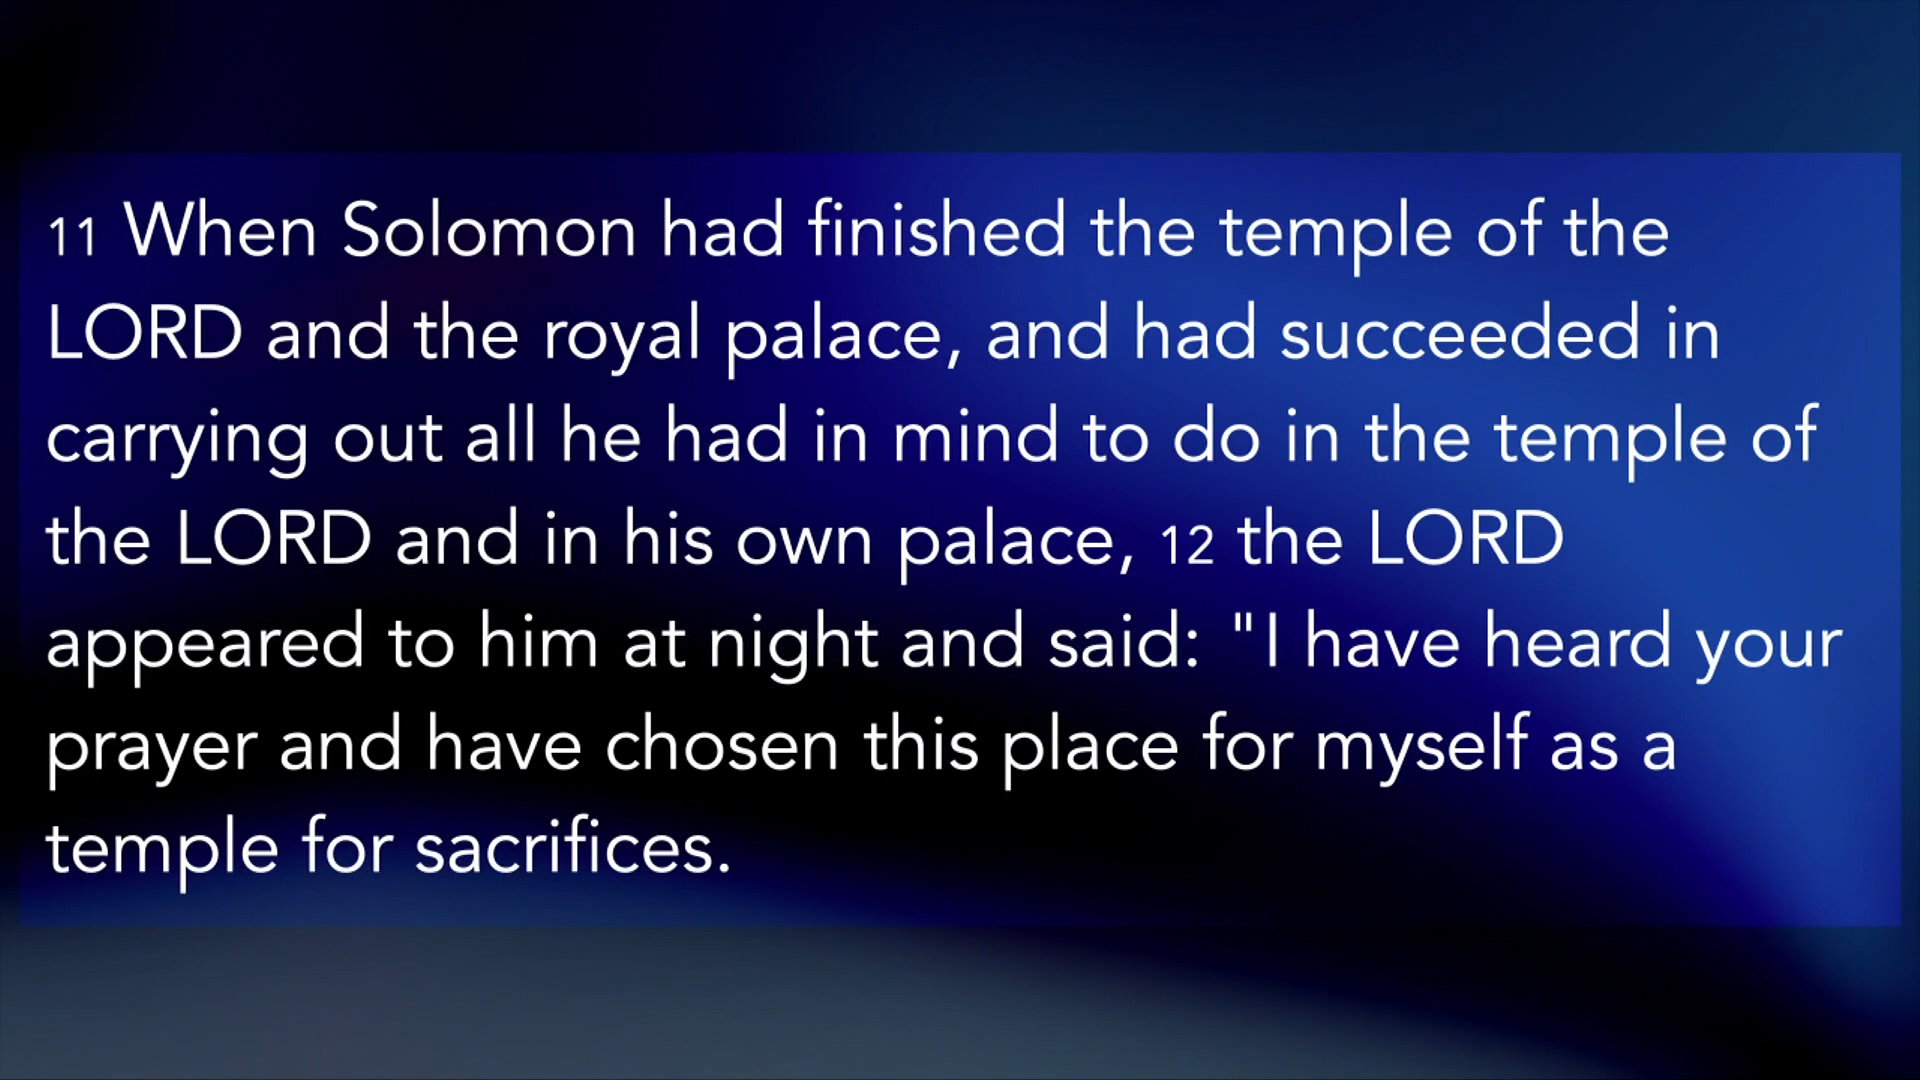 11 When Solomon had finished the temple of the
LORD and the royal palace, and had succeeded in
carrying out all he had in mind to do in the temple of
the LORD and in his own palace, 12 the LORD
appeared to him at night and said: "I have heard your
prayer and have chosen this place for myself as a
temple for sacrifices.